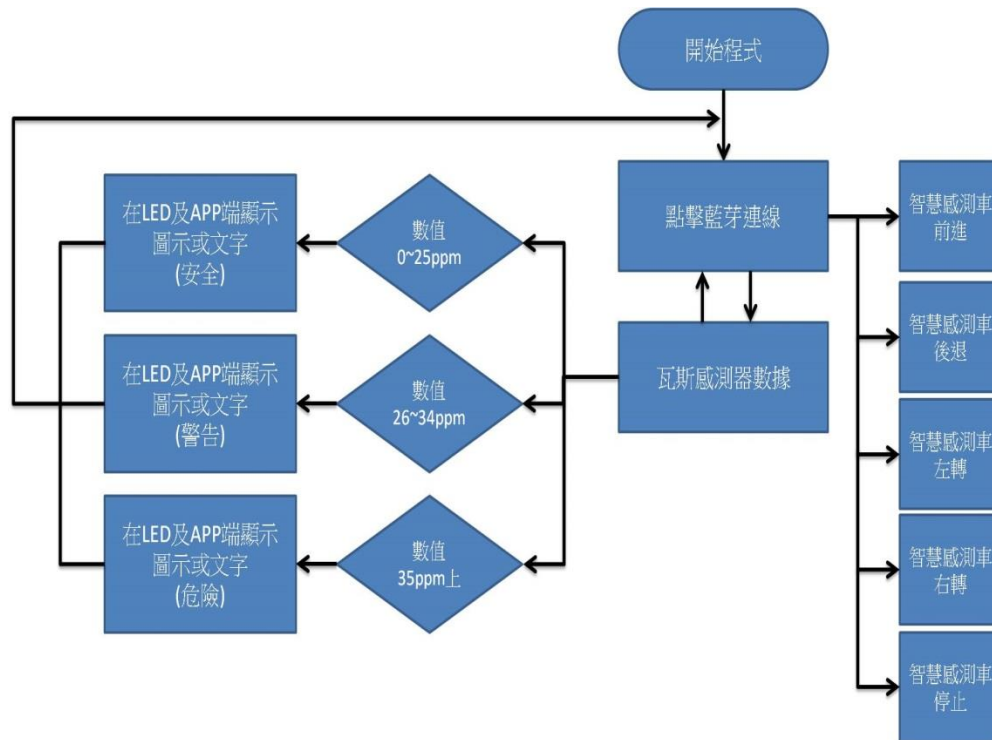 開始程式
點擊藍芽連線
瓦斯感測器數據
數值
0~25ppm
數值
26~34ppm
數值
35ppm上
在LED及APP端顯示
圖示或文字
(安全)
在LED及APP端顯示
圖示或文字
(警告)
在LED及APP端顯示
圖示或文字
(危險)
智慧感測車
前進
智慧感測車
後退
智慧感測車
左轉
智慧感測車
右轉
智慧感測車
停止